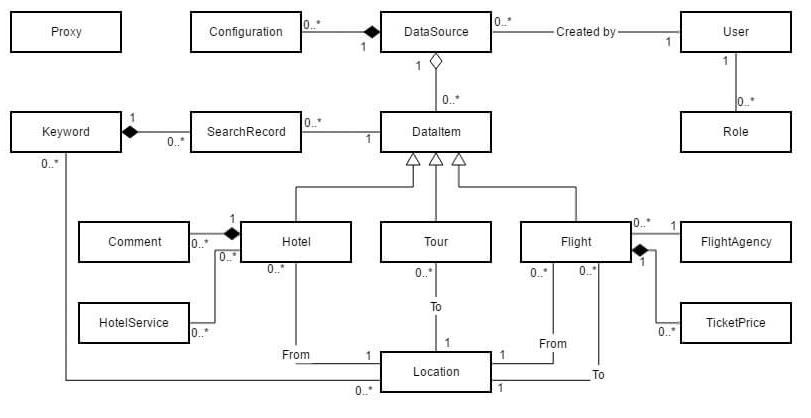 Proxy
Configuration
0..*
1
DataSource
0..*
Created by
1
User
1
0..*
1
0..*
Keyword
1
0..*
SearchRecord
0..*
1
DataItem
Role
Comment
0..*
1
Hotel
Tour
Flight
0..*
1
FlightAgency
0..*
0..*
0..*
0..*
0..*
0..*
1
HotelService
0..*
To
From
0..*
TicketPrice
From
1
1
1
Location
To
0..*
1